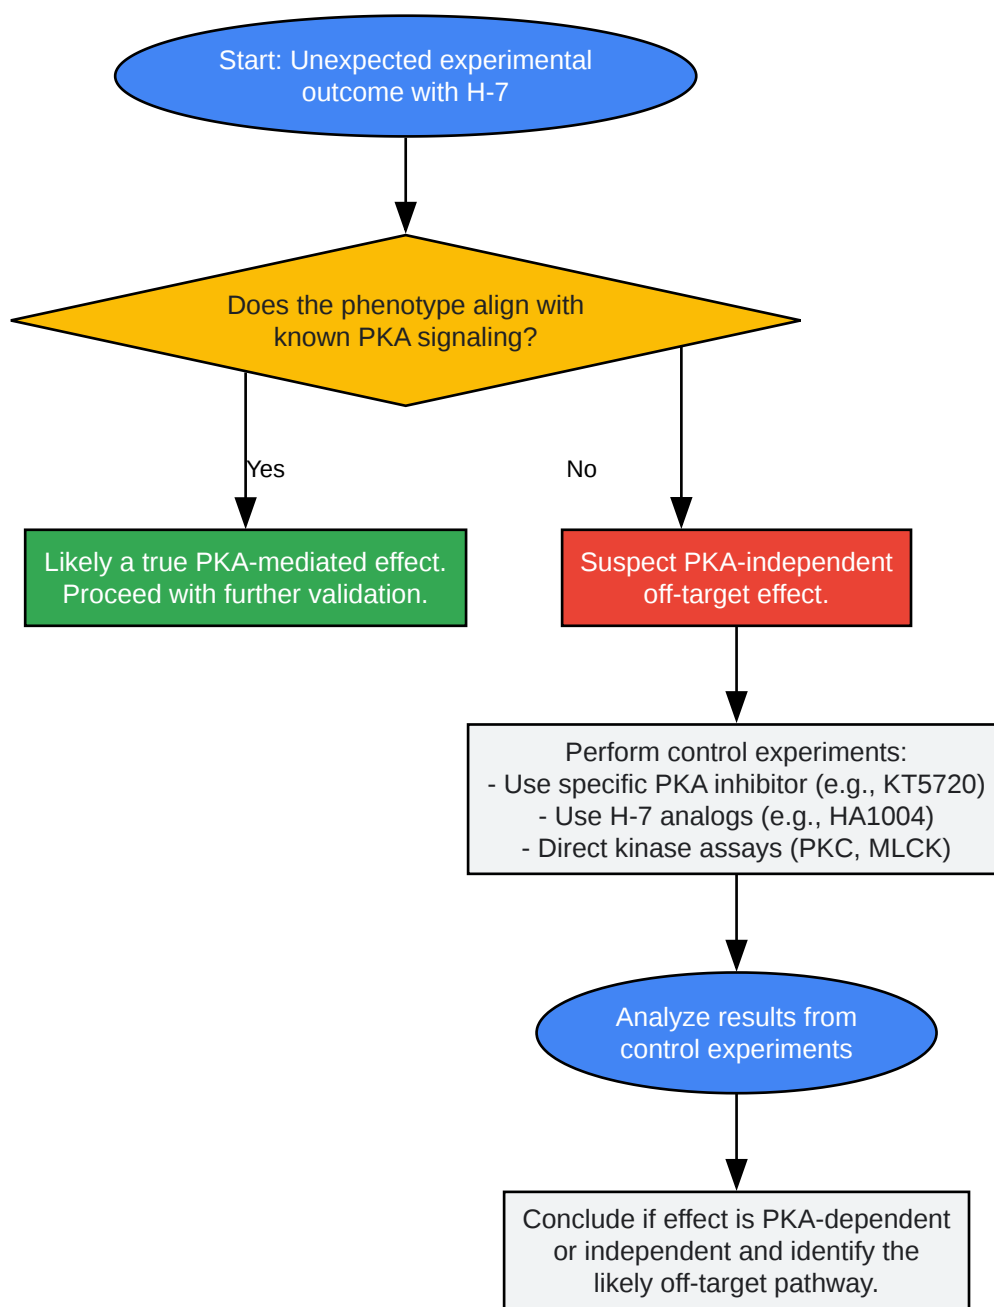 Start: Unexpected experimental
outcome with H-7
Does the phenotype align with
known PKA signaling?
Yes
No
Likely a true PKA-mediated effect.
Proceed with further validation.
Suspect PKA-independent
off-target effect.
Perform control experiments:
- Use specific PKA inhibitor (e.g., KT5720)
- Use H-7 analogs (e.g., HA1004)
- Direct kinase assays (PKC, MLCK)
Analyze results from
control experiments
Conclude if effect is PKA-dependent
or independent and identify the
likely off-target pathway.